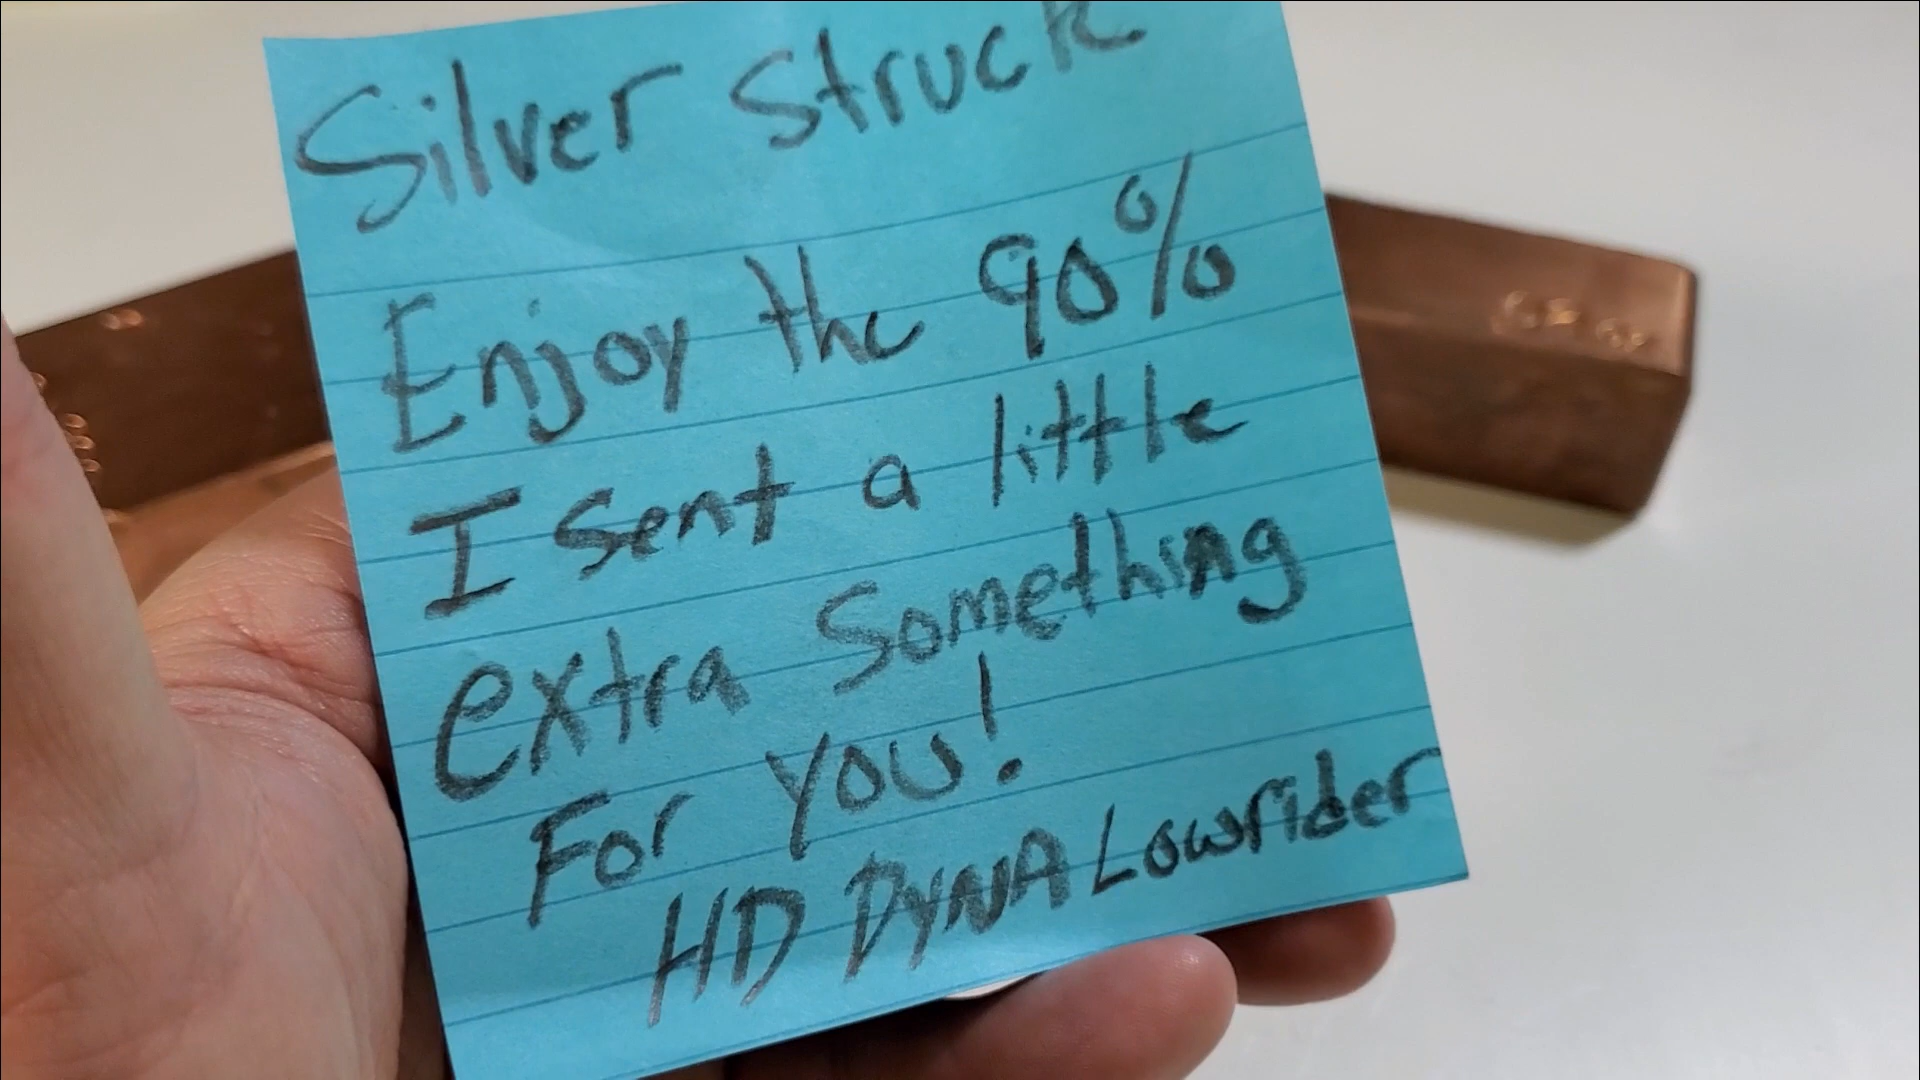 Silver Struck
Enjoy the 90%
I sent a little
extra Something
For you!
HD DYNA Lowrider